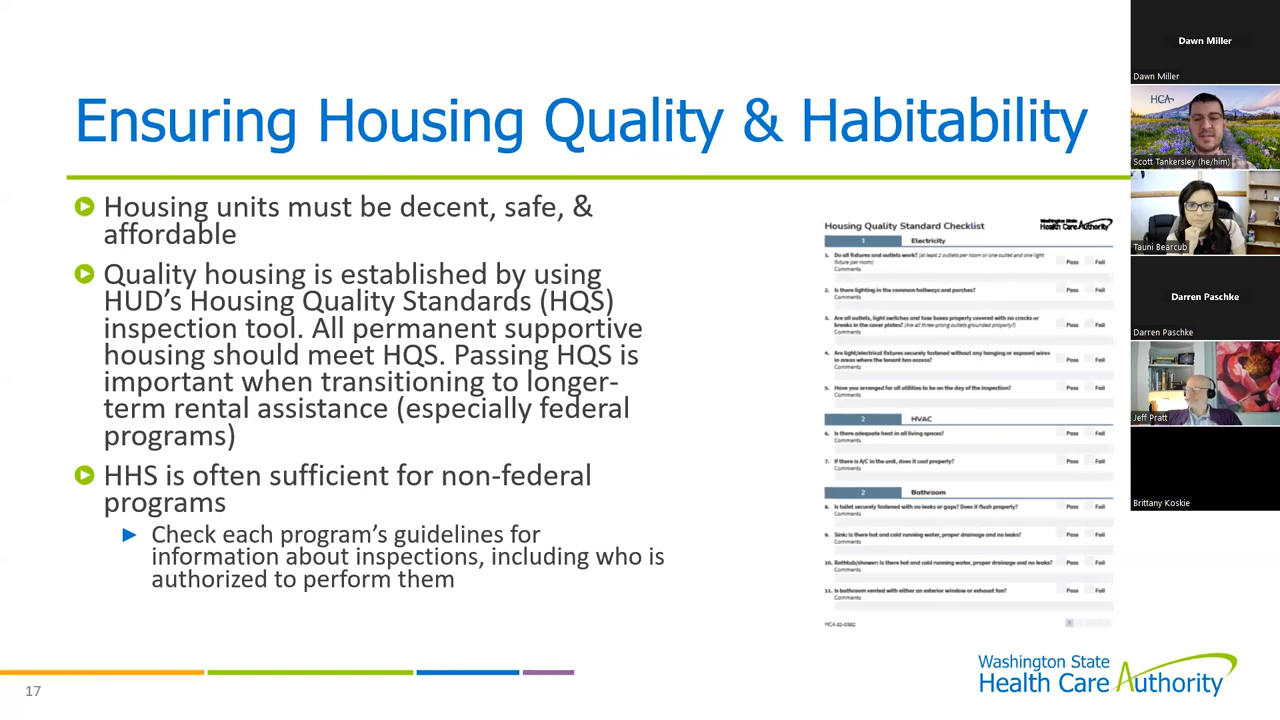 Ensuring Housing Quality & Habitability
Housing units must be decent, safe, &
affordable
Quality housing is established by using
HUD’s Housing Quality Standards (HQS)
inspection tool. All permanent supportive
housing should meet HQS. Passing HQS is
important when transitioning to longer-
term rental assistance (especially federal
programs)
HHS is often sufficient for non-federal
programs
Check each program’s guidelines for
information about inspections, including who is
authorized to perform them
Housing Quality Standard Checklist
Washington State
Health Care Authority
1 Electricity
1. Do all fixtures and outlets work? (at least 2 outlets per room or one outlet and one light
fixture per room) Pass Fail
Comments
2. Is there lighting in the common hallways and porches? Pass Fail
Comments
3. Are all outlets, light switches and fuse boxes properly covered with no cracks or
breaks in the cover plates? (Are all three-prong outlets grounded properly?) Pass Fail
Comments
4. Are light/electrical fixtures securely fastened without any hanging or exposed wires
in areas where the tenant has access? Pass Fail
Comments
5. Have you arranged for all utilities to be on the day of the inspection? Pass Fail
Comments
2 HVAC
6. Is there adequate heat in all living spaces? Pass Fail
Comments
7. If there is A/C in the unit, does it cool properly? Pass Fail
Comments
2 Bathroom
8. Is toilet securely fastened with no leaks or gaps? Does it flush properly? Pass Fail
Comments
9. Sink: Is there hot and cold running water, proper drainage and no leaks? Pass Fail
Comments
10. Bathtub/shower: Is there hot and cold running water, proper drainage and no leaks? Pass Fail
Comments
11. Is bathroom vented with either an exterior window or exhaust fan? Pass Fail
Comments
HCA 82-0382
17
Washington State
Health Care Authority
Dawn Miller
Dawn Miller
HCA
Scott Tankersley (he/him)
Tauni Bearcub
Darren Paschke
Darren Paschke
Jeff Pratt
Brittany Koskie